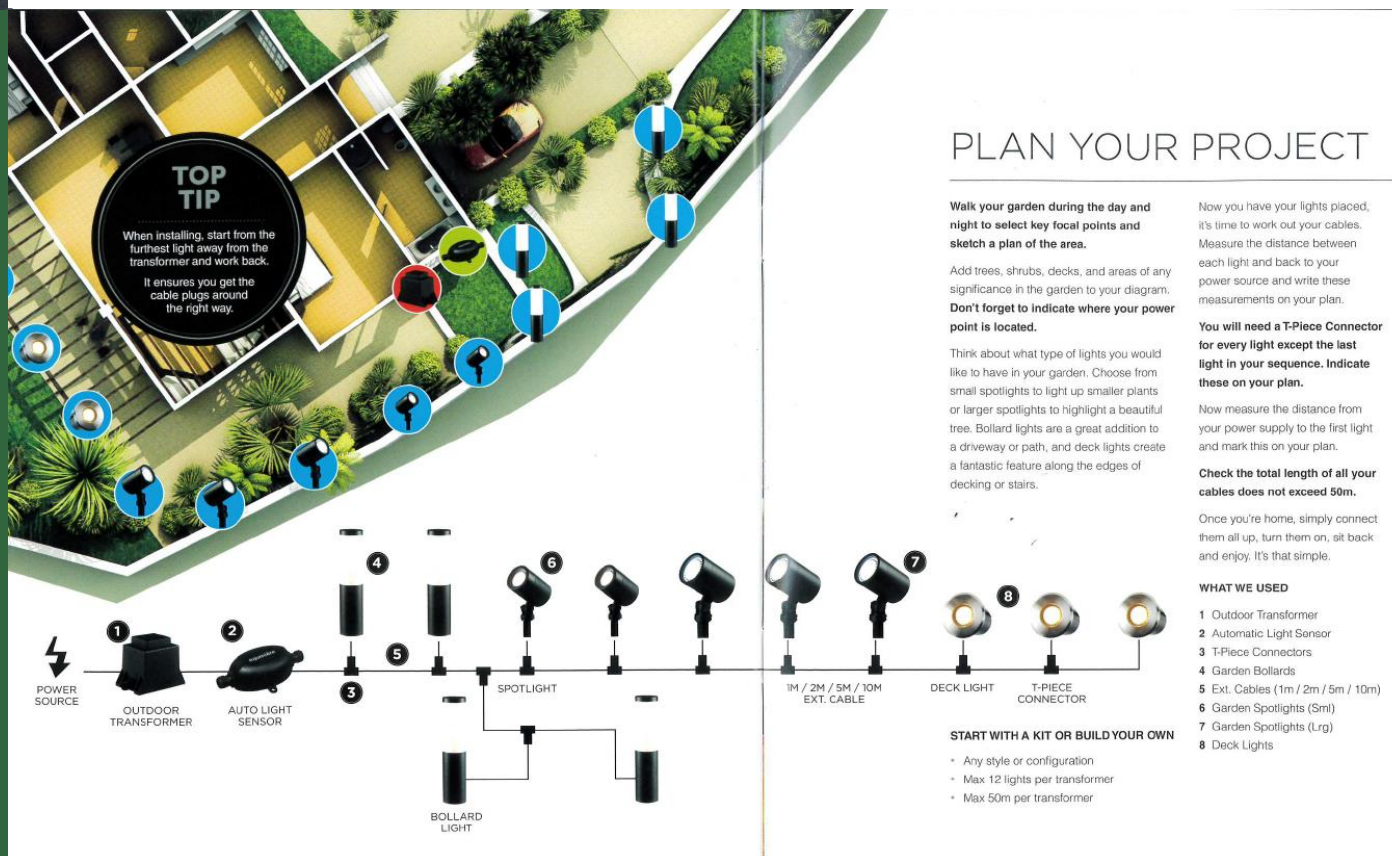 TOP
TIP
When installing, start from the
furthest light away from the
transformer and work back.
It ensures you get the
cable plugs around
the right way.
PLAN YOUR PROJECT
Walk your garden during the day and
night to select key focal points and
sketch a plan of the area.
Add trees, shrubs, decks, and areas of any
significance in the garden to your diagram.
Don't forget to indicate where your power
point is located.
Think about what type of lights you would
like to have in your garden. Choose from
small spotlights to light up smaller plants
or larger spotlights to highlight a beautiful
tree. Bollard lights are a great addition to
a driveway or path, and deck lights create
a fantastic feature along the edges of
decking or stairs.
Now you have your lights placed,
it's time to work out your cables.
Measure the distance between
each light and back to your
power source and write these
measurements on your plan.
You will need a T-Piece Connector
for every light except the last
light in your sequence. Indicate
these on your plan.
Now measure the distance from
your power supply to the first light
and mark this on your plan.
Check the total length of all your
cables does not exceed 50m.
Once you're home, simply connect
them all up, turn them on, sit back
and enjoy. It's that simple.
WHAT WE USED
1 Outdoor Transformer
2 Automatic Light Sensor
3 T-Piece Connectors
4 Garden Bollards
5 Ext. Cables (1m / 2m / 5m / 10m)
6 Garden Spotlights (Sml)
7 Garden Spotlights (Lrg)
8 Deck Lights
1
2
3
4
5
6
7
8
POWER
SOURCE
OUTDOOR
TRANSFORMER
AUTO LIGHT
SENSOR
SPOTLIGHT
1M / 2M / 5M / 10M
EXT. CABLE
DECK LIGHT
T-PIECE
CONNECTOR
BOLLARD
LIGHT
START WITH A KIT OR BUILD YOUR OWN
• Any style or configuration
• Max 12 lights per transformer
• Max 50m per transformer